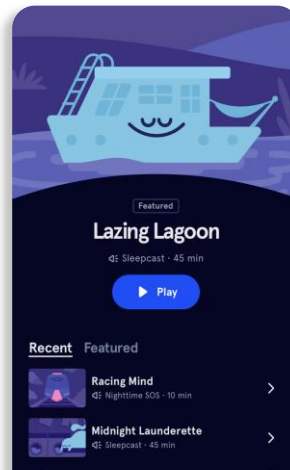 Featured
Lazing Lagoon
Sleepcast · 45 min
Play
Recent Featured
Racing Mind
Nighttime SOS · 10 min
Midnight Launderette
Sleepcast · 45 min